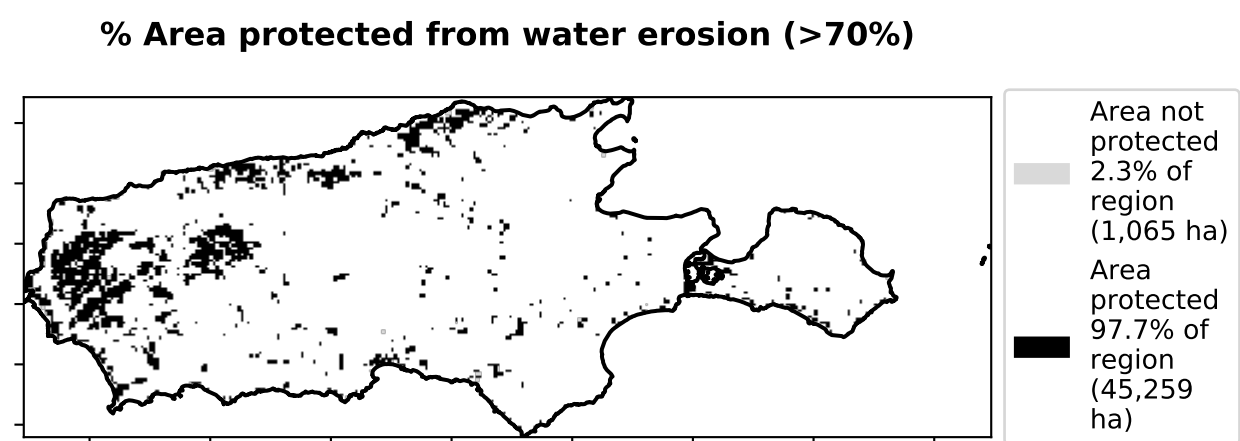 % Area protected from water erosion (>70%)
Area not
protected
2.3% of
region
(1,065 ha)
Area
protected
97.7% of
region
(45,259
ha)